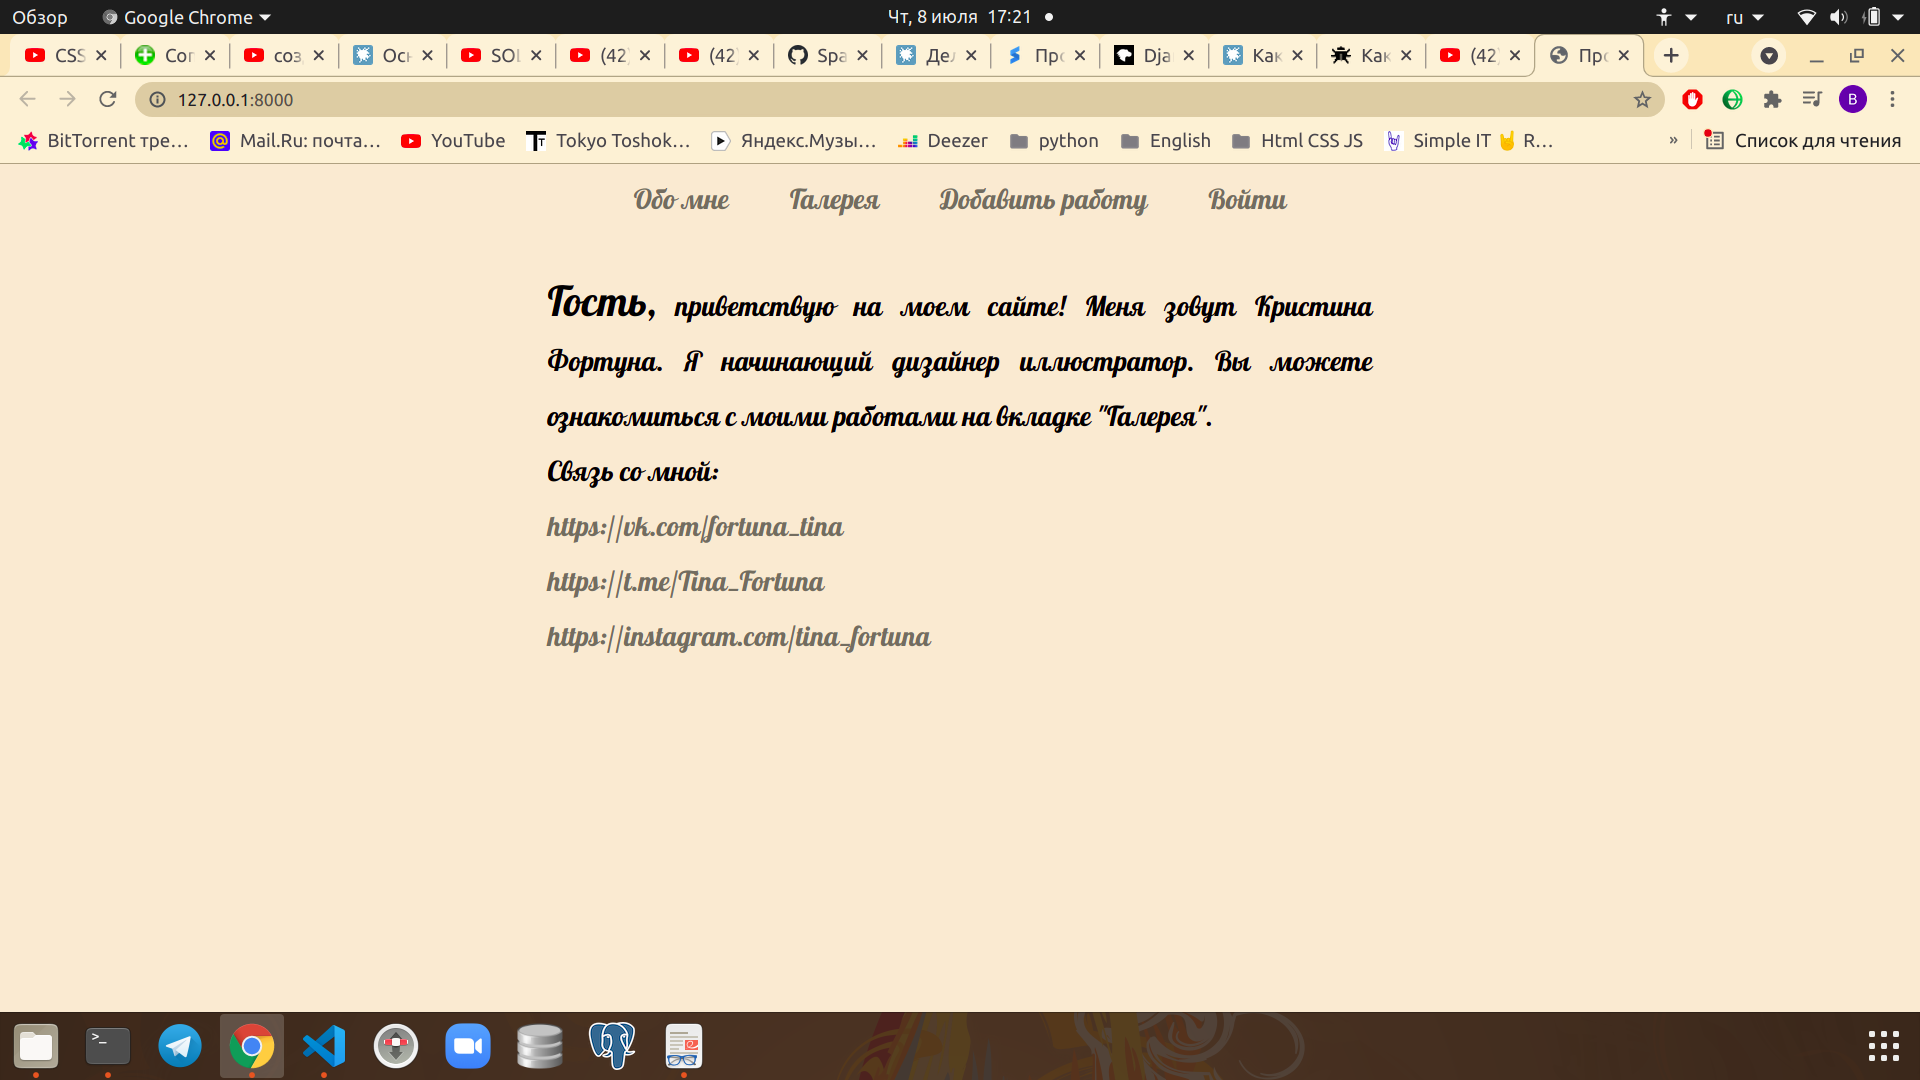 Обзор Google Chrome Чт, 8 июля 17:21 ru
CSS Сог соз, Осн SOL (42) (42) Spa Дел Про Dja Как Как (42) Про
127.0.0.1:8000 B
BitTorrent тре... Mail.Ru: почта... YouTube Tokyo Toshok... Яндекс.Музы... Deezer python English Html CSS JS Simple IT 🤘 R... » Список для чтения
Обо мне Галерея Добавить работу Войти
Гость, приветствую на моем сайте! Меня зовут Кристина
Фортуна. Я начинающий дизайнер иллюстратор. Вы можете
ознакомиться с моими работами на вкладке "Галерея".
Связь со мной:
https://vk.com/fortuna_tina
https://t.me/Tina_Fortuna
https://instagram.com/tina_fortuna